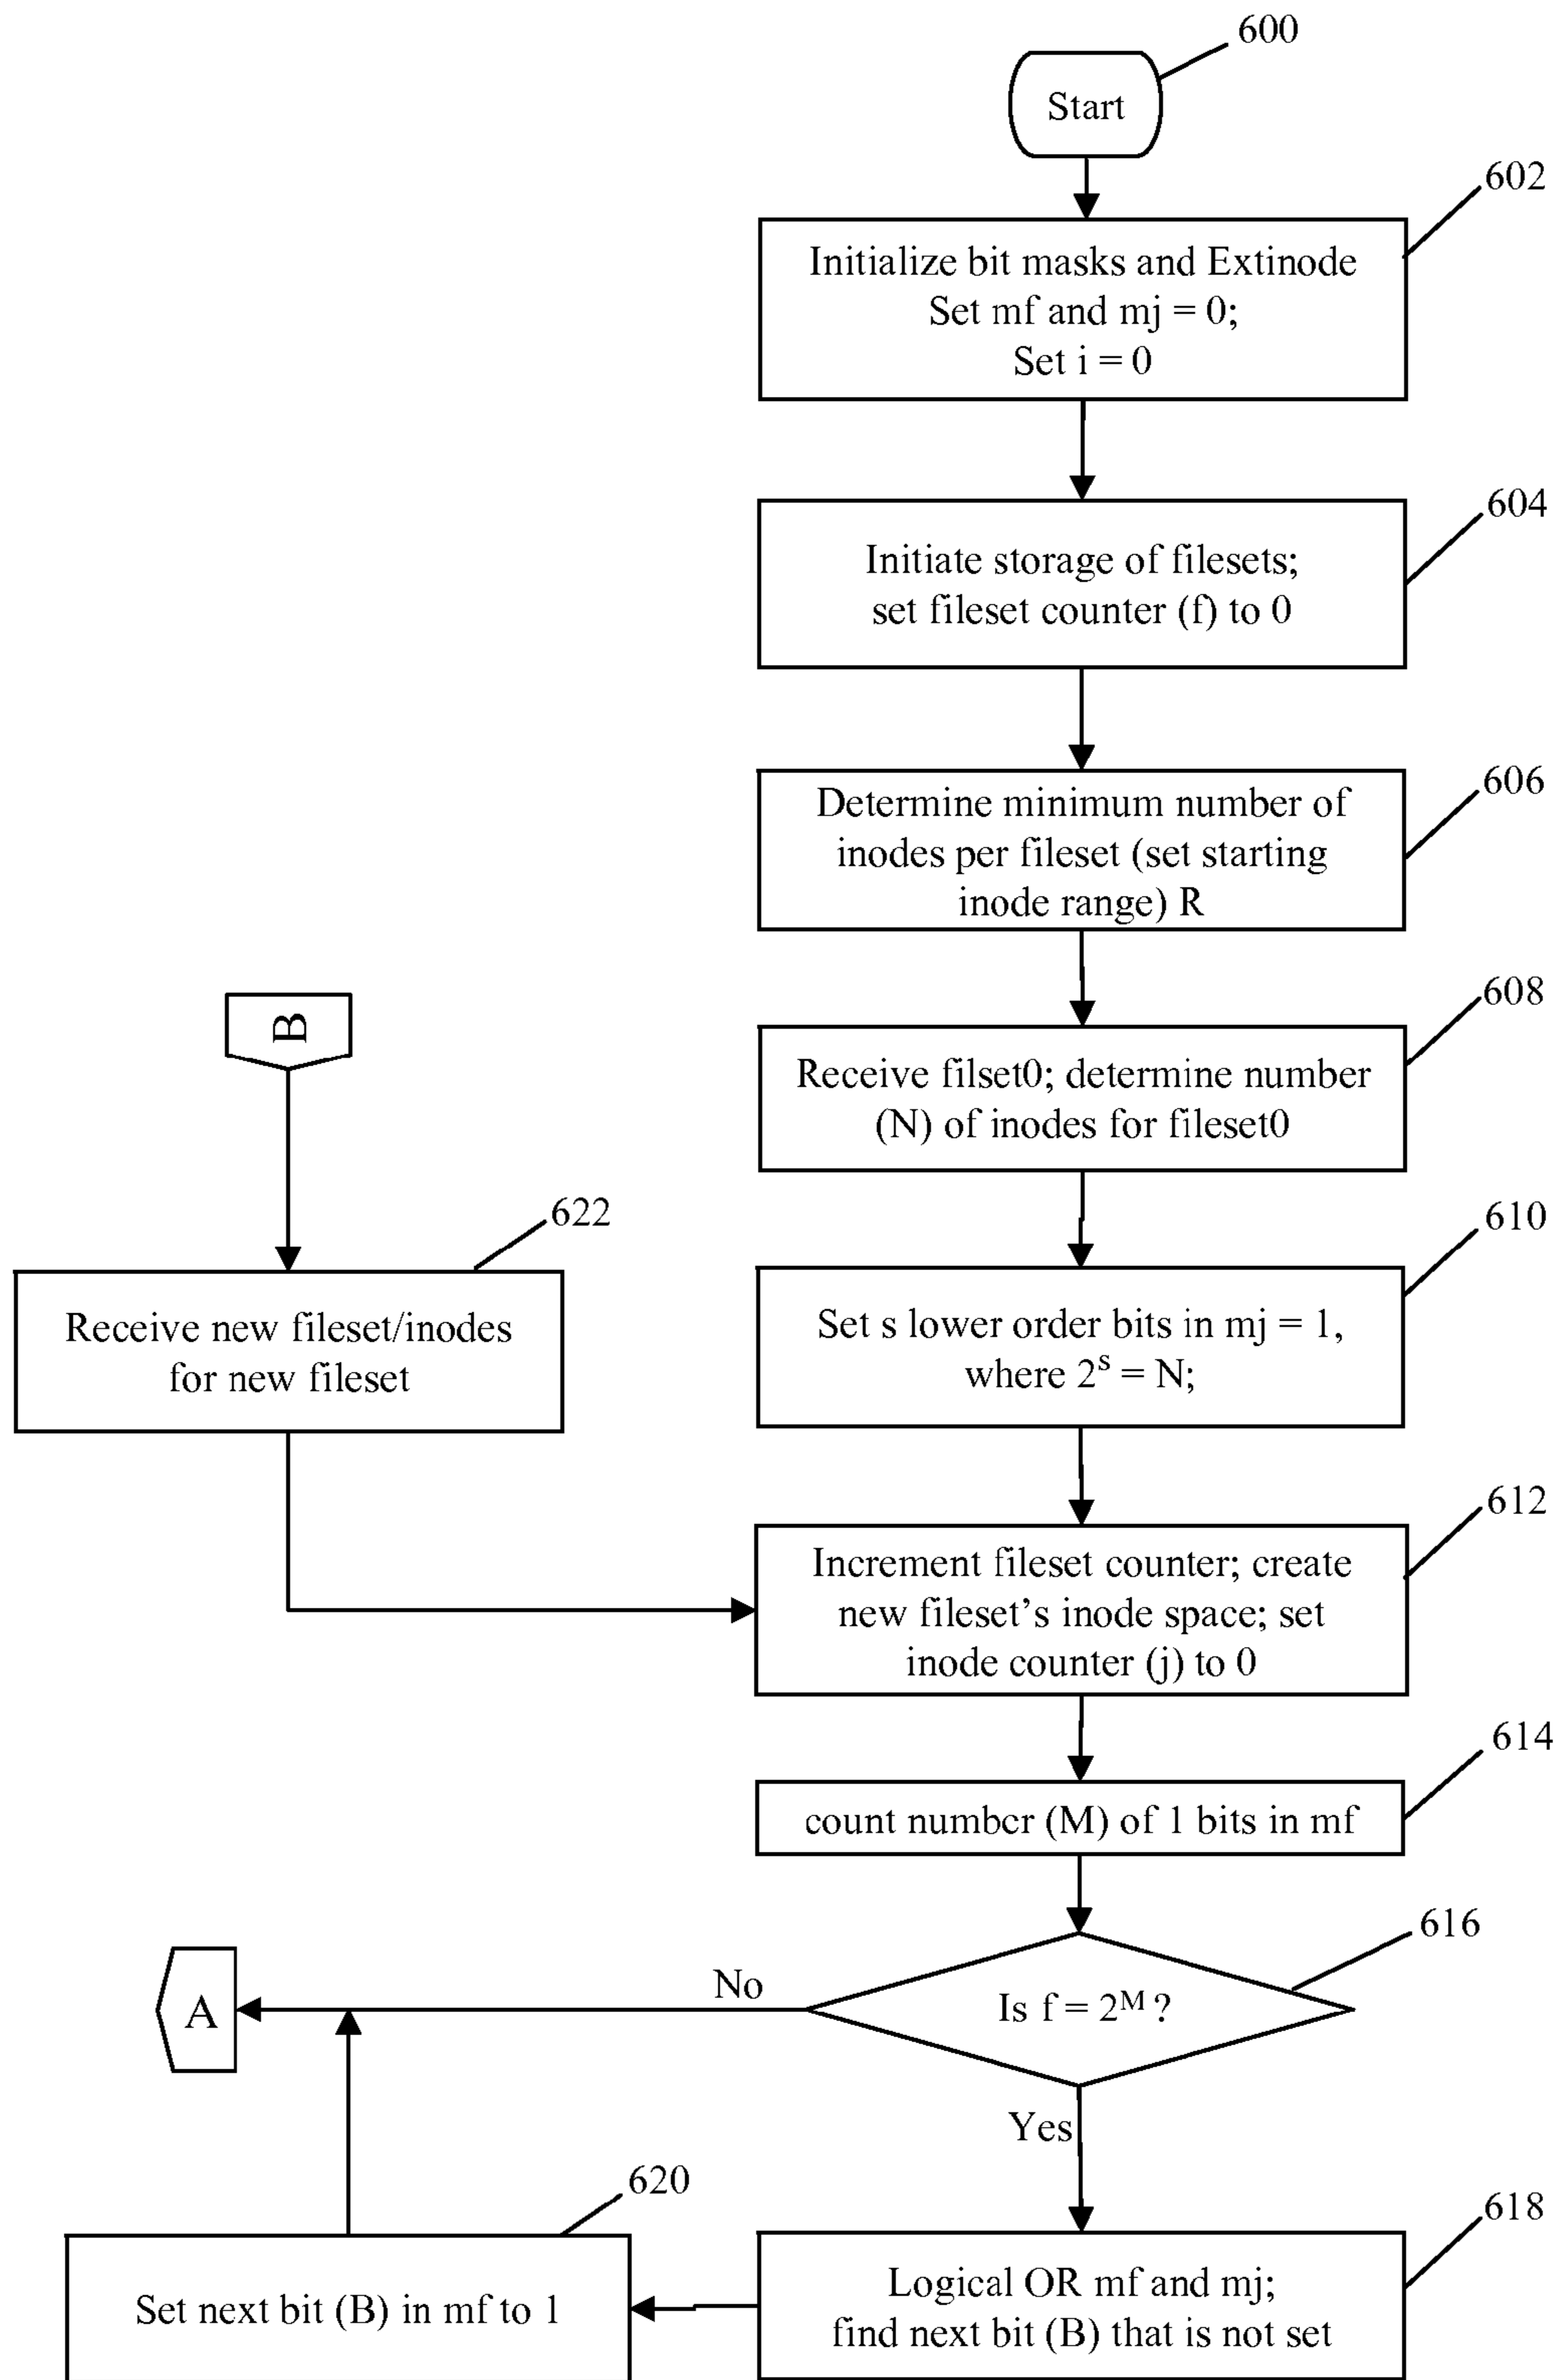 600
Start
602
Initialize bit masks and Extinode
Set mf and mj = 0;
Set i = 0
604
Initiate storage of filesets;
set fileset counter (f) to 0
606
Determine minimum number of
inodes per fileset (set starting
inode range) R
608
Receive filset0; determine number
(N) of inodes for fileset0
B
622
Receive new fileset/inodes
for new fileset
610
Set s lower order bits in mj = 1,
where 2^s = N;
612
Increment fileset counter; create
new fileset's inode space; set
inode counter (j) to 0
614
count number (M) of 1 bits in mf
616
Is f = 2^M ?
No
A
Yes
618
Logical OR mf and mj;
find next bit (B) that is not set
620
Set next bit (B) in mf to 1